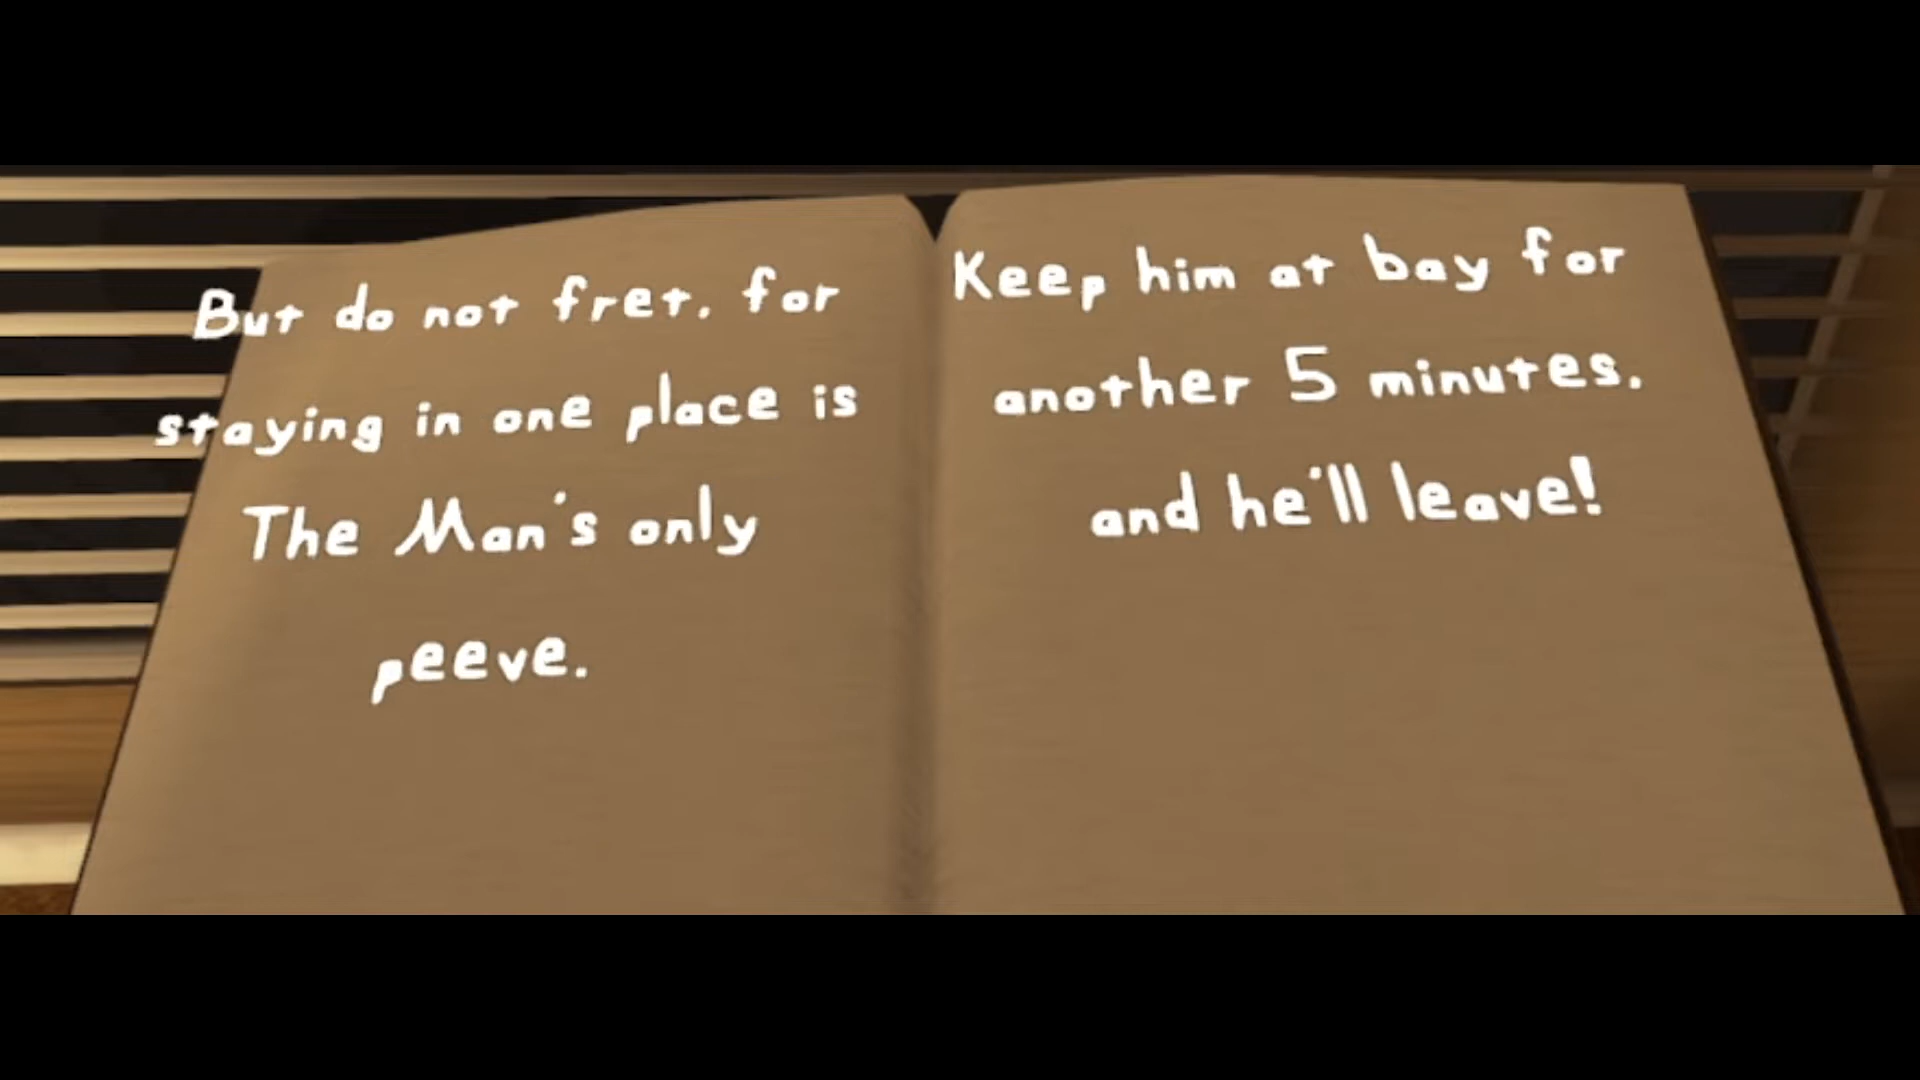 But do not fret, for
staying in one place is
The Man's only
peeve.
Keep him at bay for
another 5 minutes,
and he'll leave!